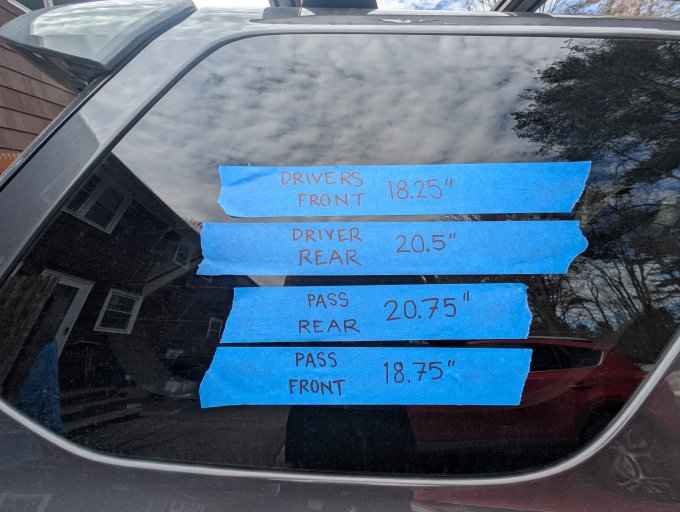 DRIVERS FRONT 18.25"
DRIVER REAR 20.5"
PASS REAR 20.75"
PASS FRONT 18.75"